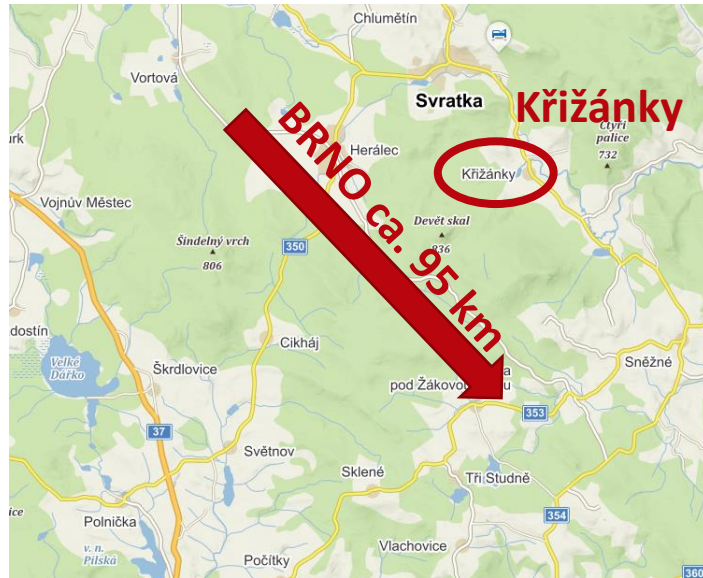 Chlumětín
Vortová
Svratka
Křižánky
Čtyři
palice
732
Herálec
Křižánky
BRNO ca. 95 km
Vojnův Městec
Devět skal
836
Šindelný vrch
806
350
Cikháj
Sněžné
Velké
Dářko
Škrdlovice
pod Žákovo
353
37
Světnov
Sklené
Tři Studně
354
Polnička
Vlachovice
v. n.
Pilská
Počítky
360